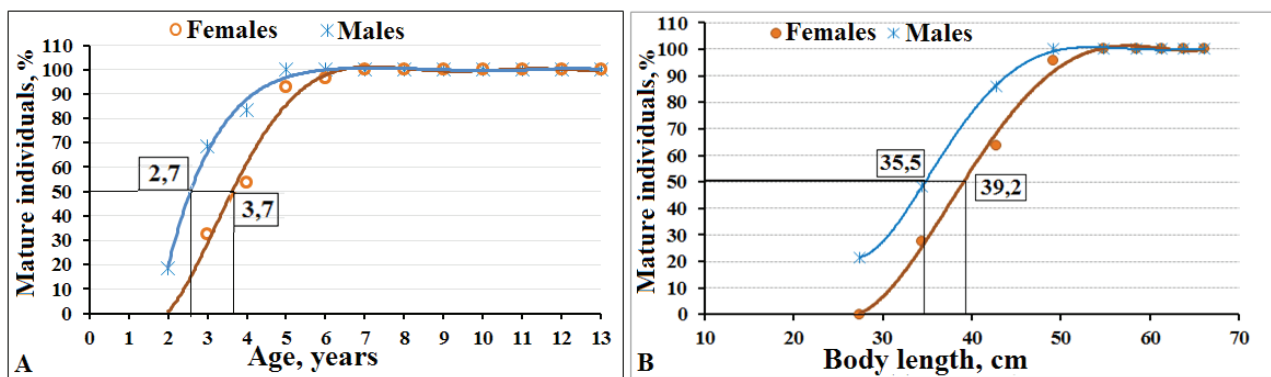 Females Males
110
100
90
80
70
60
50
40
30
20
10
0
Mature individuals, %
2,7
3,7
0 1 2 3 4 5 6 7 8 9 10 11 12 13
Age, years
A
Females Males
110
100
90
80
70
60
50
40
30
20
10
0
Mature individuals, %
35,5
39,2
10 20 30 40 50 60 70
Body length, cm
B